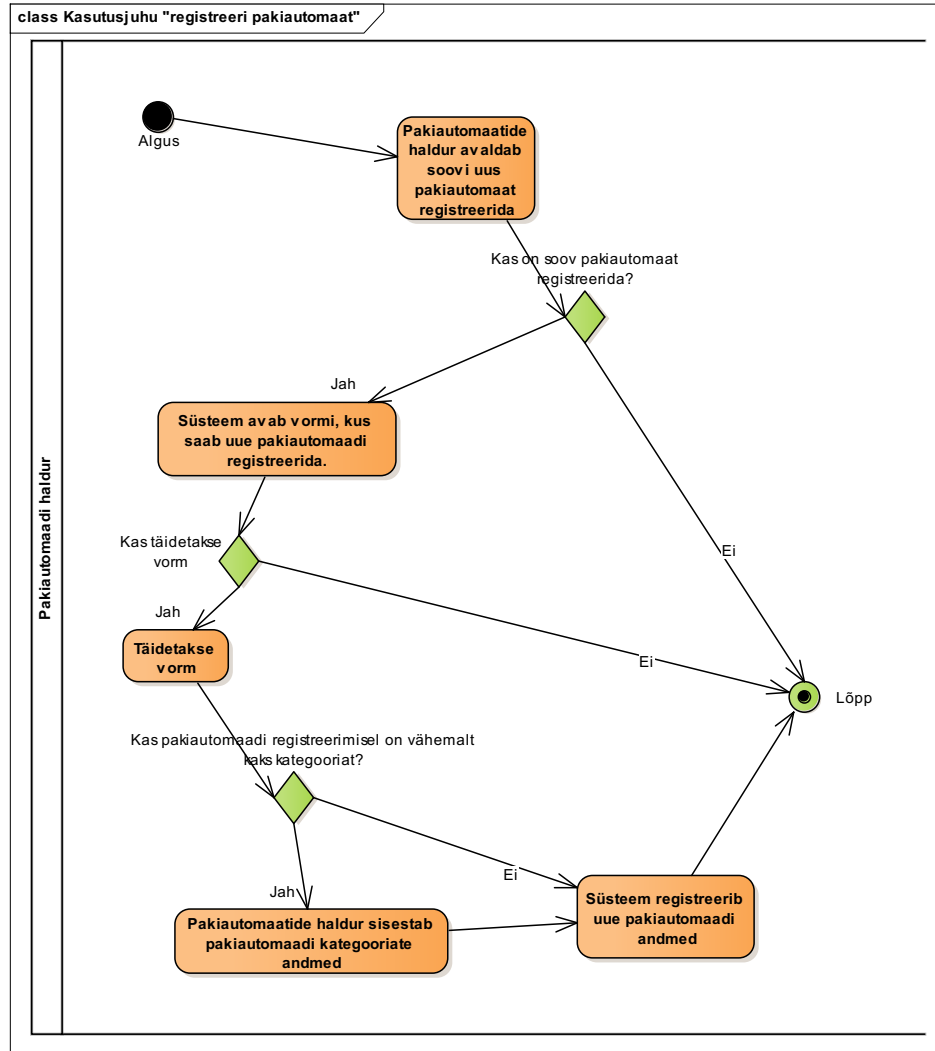 class Kasutusjuhu "registreeri pakiautomaat"
Pakiautomaadi haldur
Algus
Pakiautomaatide
haldur avaldab
soovi uus
pakiautomaat
registreerida
Kas on soov pakiautomaat
registreerida?
Jah
Süsteem avab vormi, kus
saab uue pakiautomaadi
registreerida.
Ei
Kas täidetakse
vorm
Jah
Ei
Täidetakse
vorm
Lõpp
Kas pakiautomaadi registreerimisel on vähemalt
kaks kategooriat?
Ei
Jah
Pakiautomaatide haldur sisestab
pakiautomaadi kategooriate
andmed
Süsteem registreerib
uue pakiautomaadi
andmed